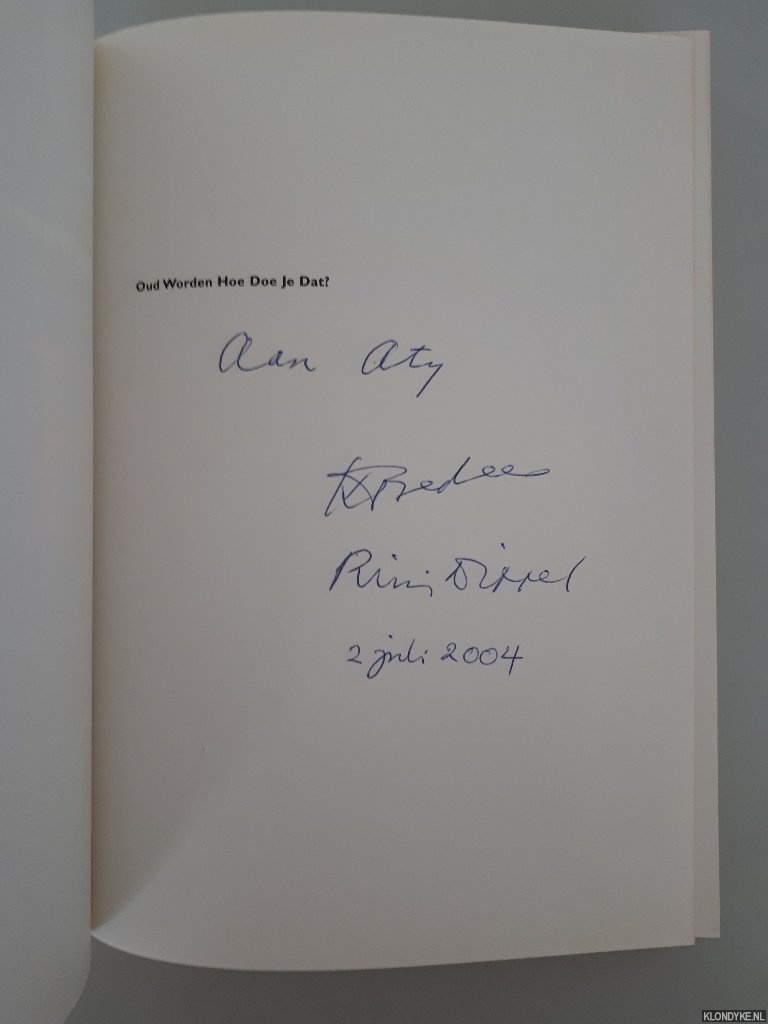 Oud Worden Hoe Doe Je Dat?
Aan Aty
Rini Dippel
2 juli 2004
KLONDYKE.NL